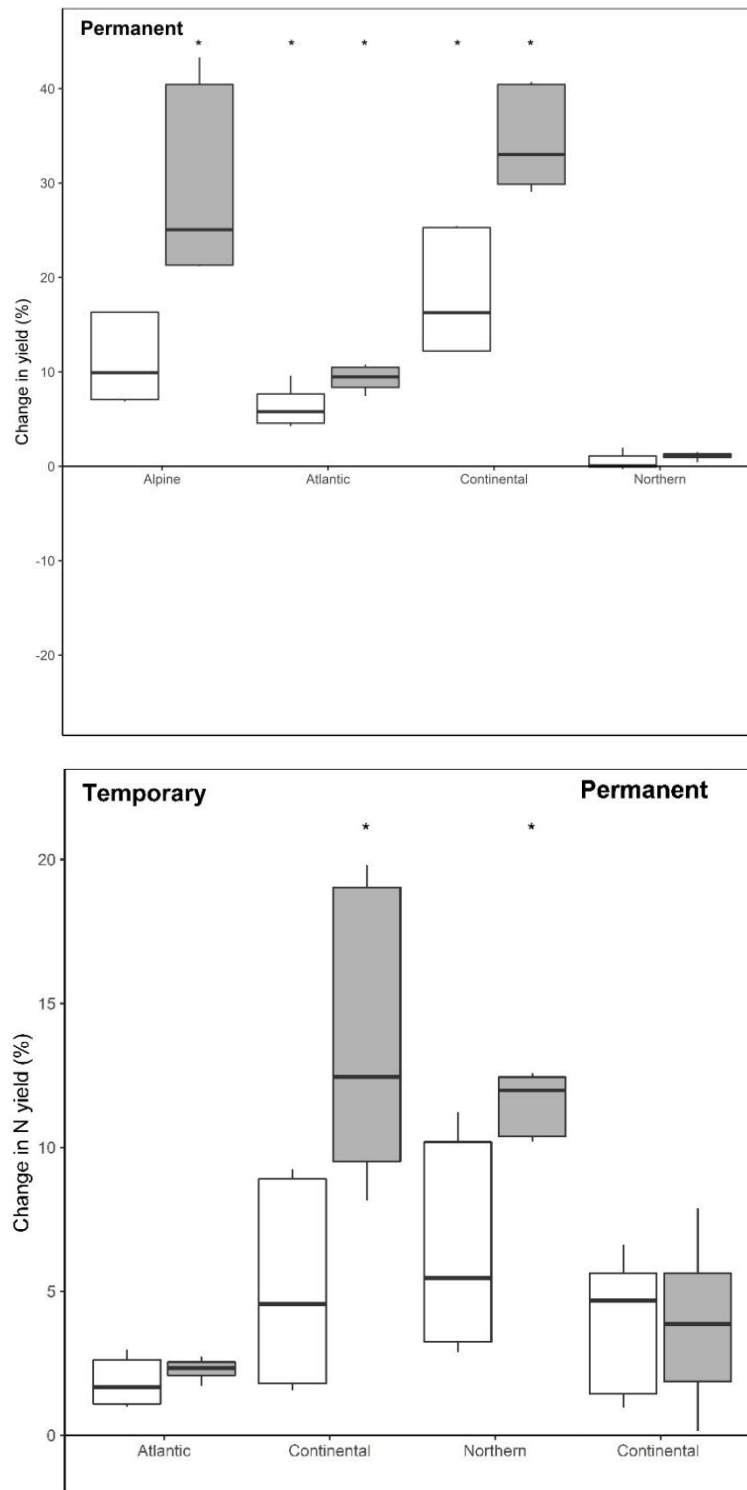 Permanent
* * * * *
40
30
20
10
0
-10
-20
Change in yield (%)
Alpine Atlantic Continental Northern
Temporary Permanent
* *
20
15
10
5
0
Change in N yield (%)
Atlantic Continental Northern Continental